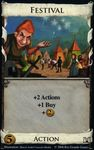 FESTIVAL
+2 Actions
+1 Buy
+2
5
ACTION